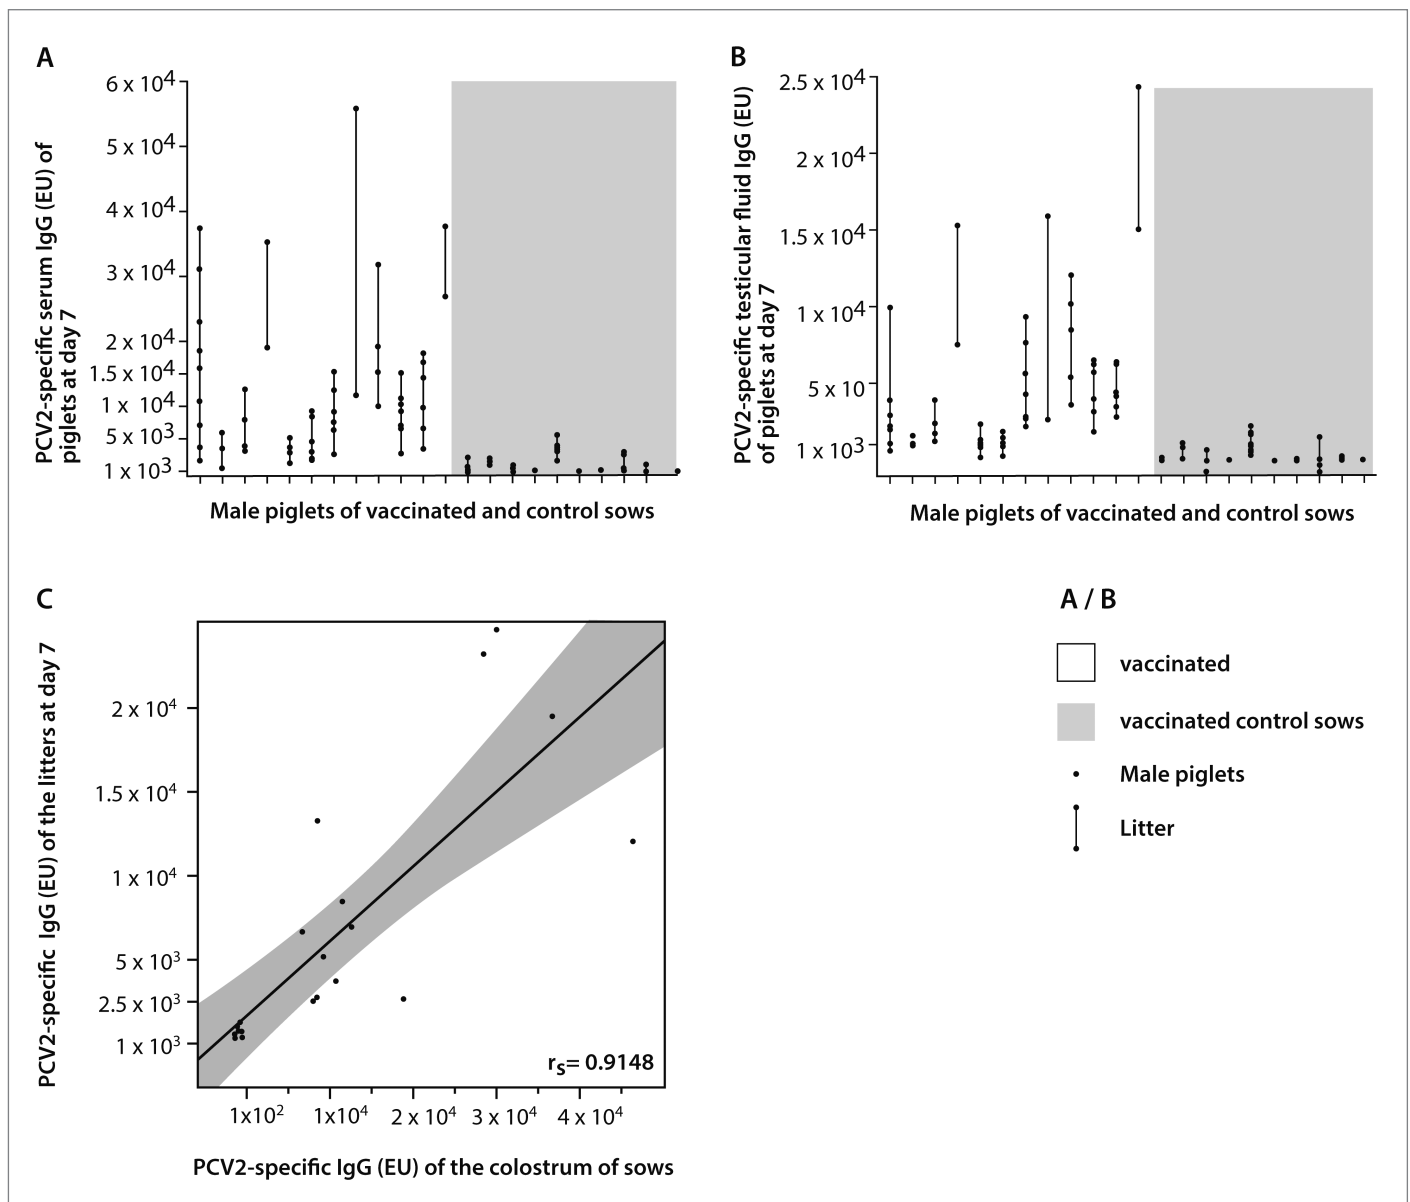 A
PCV2-specific serum IgG (EU) of
piglets at day 7
6 x 10⁴
5 x 10⁴
4 x 10⁴
3 x 10⁴
2 x 10⁴
1.5 x 10⁴
1 x 10⁴
5 x 10³
1 x 10³
Male piglets of vaccinated and control sows
B
PCV2-specific testicular fluid IgG (EU)
of piglets at day 7
2.5 x 10⁴
2 x 10⁴
1.5 x 10⁴
1 x 10⁴
5 x 10
1 x 10³
Male piglets of vaccinated and control sows
C
PCV2-specific IgG (EU) of the litters at day 7
2 x 10⁴
1.5 x 10⁴
1 x 10⁴
5 x 10³
2.5 x 10³
1 x 10³
rs= 0.9148
1x10² 1x10⁴ 2 x 10⁴ 3 x 10⁴ 4 x 10⁴
PCV2-specific IgG (EU) of the colostrum of sows
A / B
vaccinated
vaccinated control sows
Male piglets
Litter